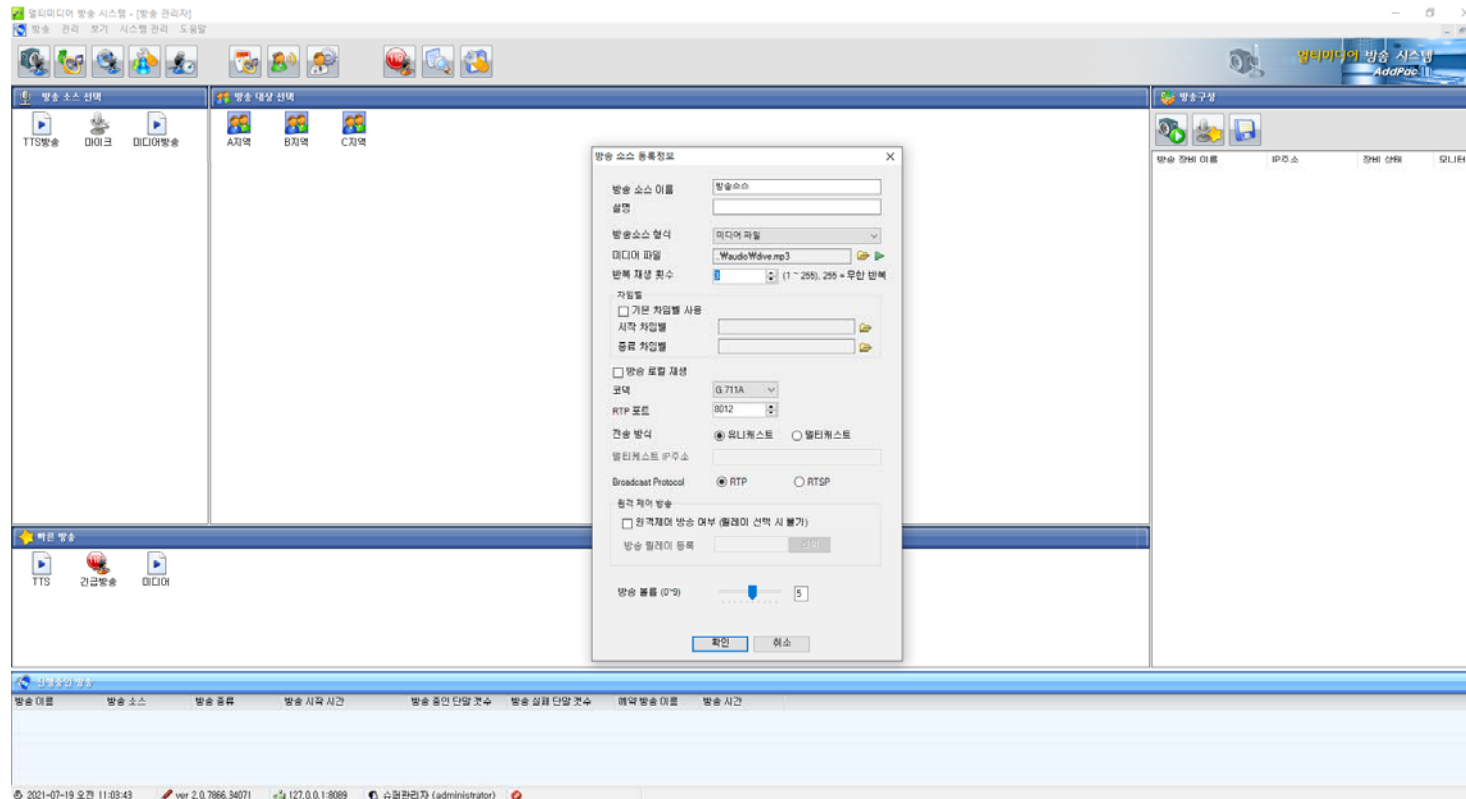 멀티미디어 방송 시스템 - [방송 관리자]
방송 관리 보기 시스템 관리 도움말
멀티미디어 방송 시스템
AddPac
방송 소스 선택
방송 대상 선택
방송구성
TTS방송 마이크 미디어방송
A지역 B지역 C지역
방송 장비 이름 IP주소 장비 상태 모니터
방송 소스 등록정보
방송 소스 이름 방송소스
설명
방송소스 형식 미디어 파일
미디어 파일 ..\audio\dive.mp3
반복 재생 횟수 3 (1 ~ 255), 255 = 무한 반복
차임벨
기본 차임벨 사용
시작 차임벨
종료 차임벨
방송 로컬 재생
코덱 G.711A
RTP 포트 8012
전송 방식 유니캐스트 멀티캐스트
멀티캐스트 IP주소
Broadcast Protocol RTP RTSP
원격 제어 방송
원격제어 방송 여부 (릴레이 선택 시 불가)
방송 릴레이 등록 선택
방송 볼륨 (0~9) 5
확인 취소
빠른 방송
TTS 긴급방송 미디어
진행중인 방송
방송 이름 방송 소스 방송 종류 방송 시작 시간 방송 중인 단말 갯수 방송 실패 단말 갯수 예약 방송 이름 방송 시간
2021-07-19 오전 11:03:43 ver 2.0.7866.34071 127.0.0.1:8089 슈퍼관리자 (administrator)